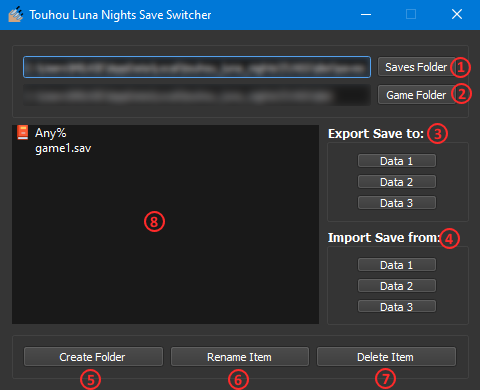 Touhou Luna Nights Save Switcher
Saves Folder 1
Game Folder 2
Any%
game1.sav
8
Export Save to: 3
Data 1
Data 2
Data 3
Import Save from: 4
Data 1
Data 2
Data 3
Create Folder
Rename Item
Delete Item
5
6
7